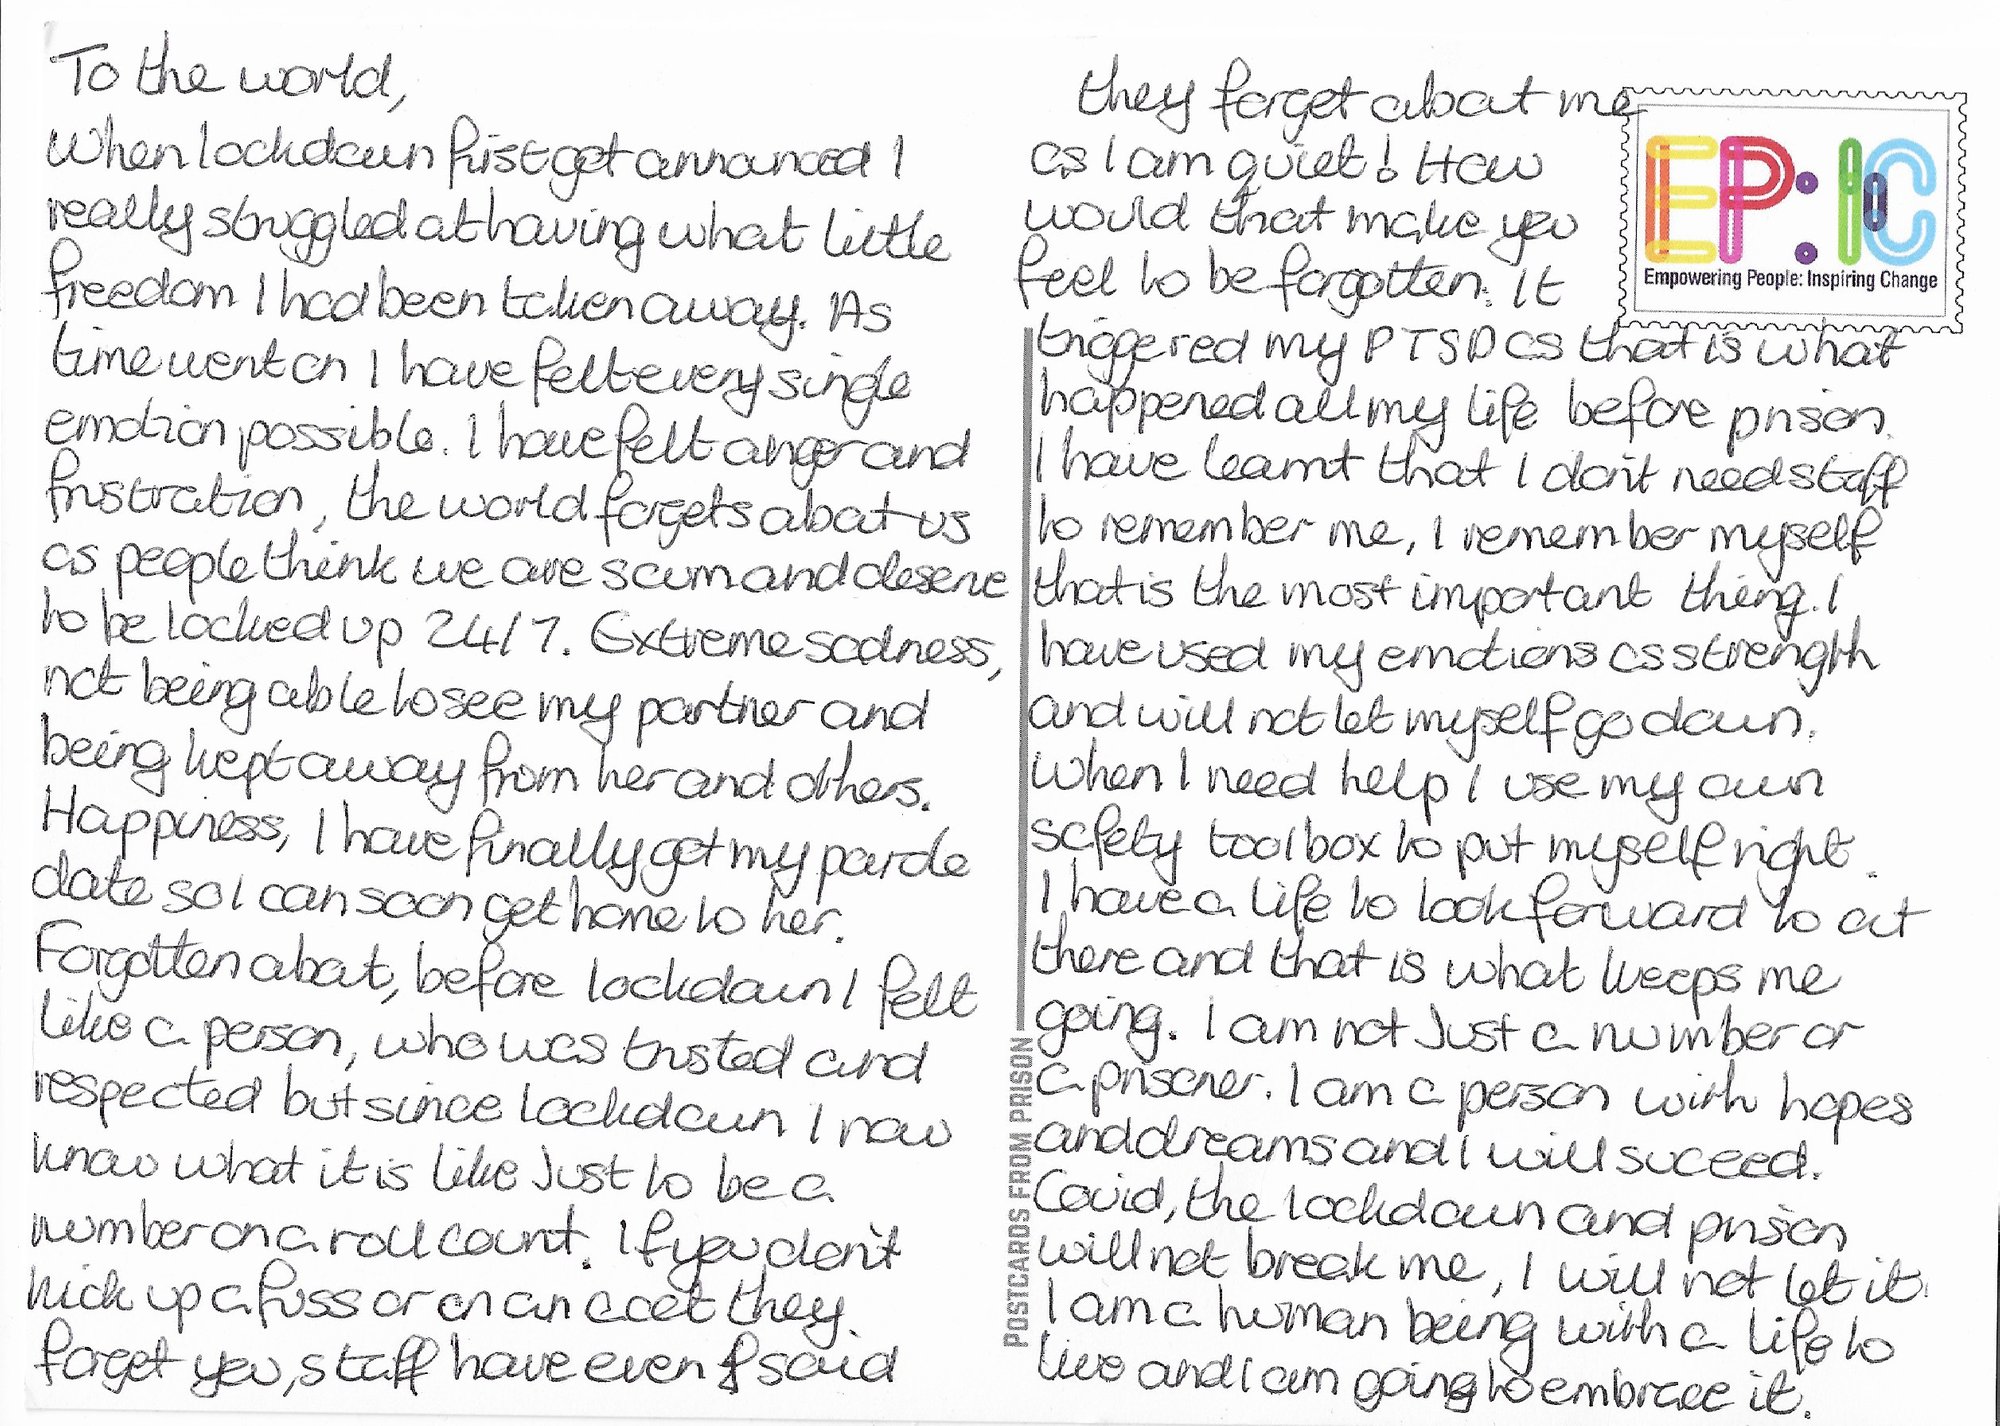 To the world,
When lockdown first got announced I
really struggled at having what little
freedom I had been taken away. As
time went on I have felt every single
emotion possible. I have felt anger and
frustration, the world forgets about us
as people think we are scum and deserve
to be locked up 24/7. Extreme sadness,
not being able to see my partner and
being kept away from her and others.
Happiness, I have finally got my parole
date so I can soon get home to her.
Forgotten about, before lockdown I felt
like a person, who was trusted and
respected but since lockdown I now
know what it is like Just to be a
number on a roll count. If you don't
kick up a fuss or on an accet they
forget you, staff have even said
they forget about me
as I am quiet! How
would that make you
feel to be forgotten. It
triggered my PTSD as that is what
happened all my life before prison.
I have learnt that I don't need staff
to remember me, I remember myself
that is the most important thing. I
have used my emotions as strength
and will not let myself go down.
When I need help I use my own
safety toolbox to put myself right.
I have a life to look forward to out
there and that is what keeps me
going. I am not Just a number or
a prisoner. I am a person with hopes
and dreams and I will suceed.
Covid, the lockdown and prison
will not break me, I will not let it.
I am a human being with a life to
live and I am going to embrace it.
EP:IC
Empowering People: Inspiring Change
POSTCARDS FROM PRISON